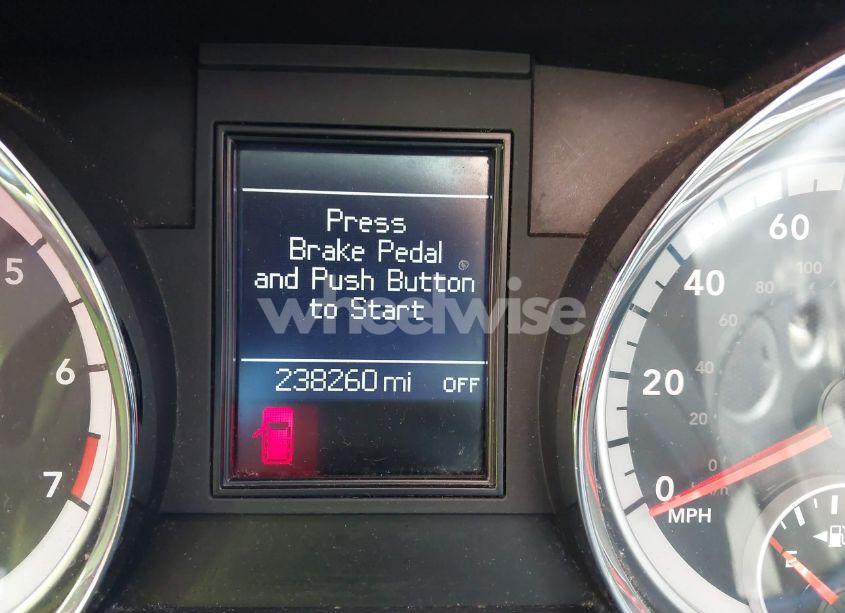 Press
Brake Pedal
and Push Button
to Start
wheelwise
238260 mi OFF
5
6
7
60
40
20
0
MPH
100
80
60
40
20
0
km/h
E